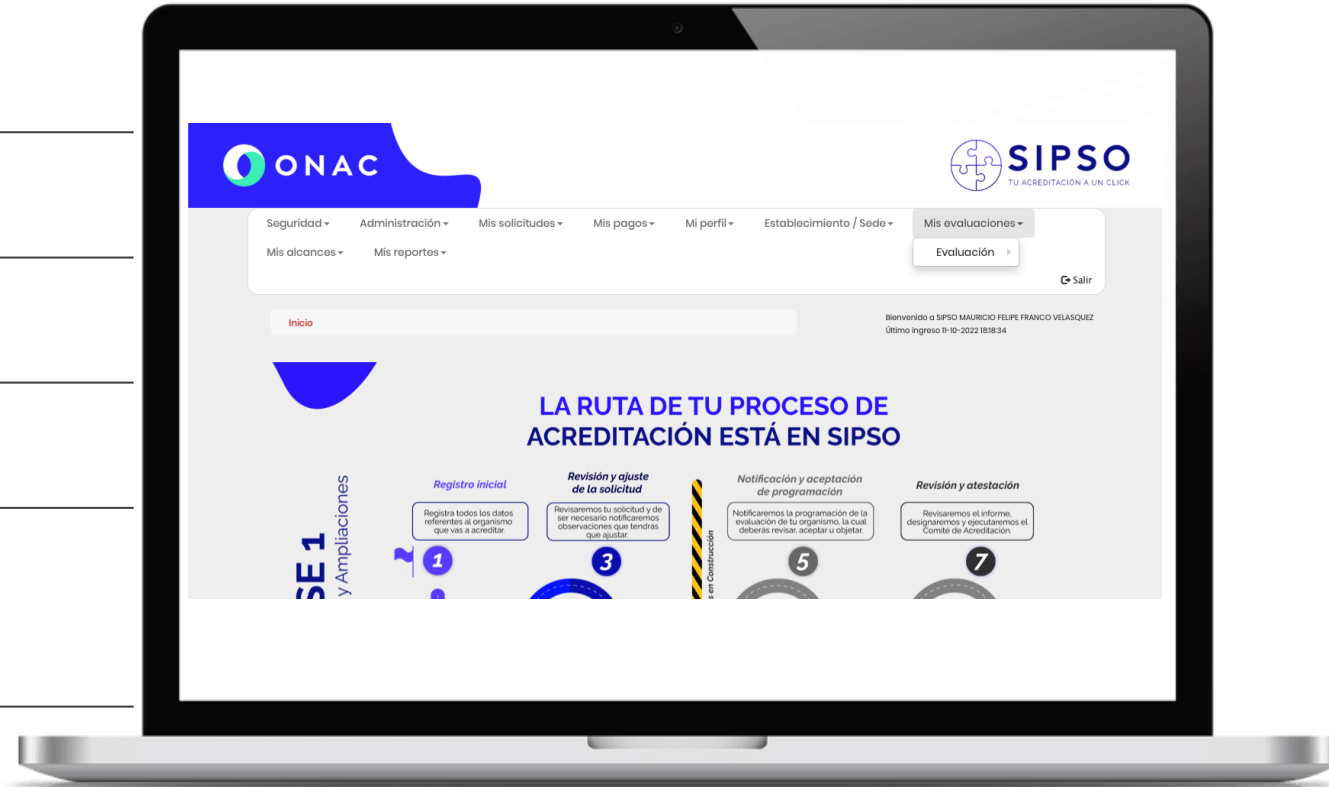 ONAC
SIPSO
TU ACREDITACIÓN A UN CLICK
Seguridad Administración Mis solicitudes Mis pagos Mi perfil Establecimiento / Sede Mis evaluaciones
Mis alcances Mis reportes
Evaluación
Salir
Inicio
Bienvenido a SIPSO MAURICIO FELIPE FRANCO VELASQUEZ
Último ingreso 11-10-2022 18:18:34
LA RUTA DE TU PROCESO DE
ACREDITACIÓN ESTÁ EN SIPSO
SE 1
y Ampliaciones
Registro inicial
Registra todos los datos
referentes al organismo
que vas a acreditar.
1
Revisión y ajuste
de la solicitud
Revisaremos tu solicitud y de
ser necesario notificaremos
observaciones que tendrás
que ajustar.
3
s en Construcción
Notificación y aceptación
de programación
Notificaremos la programación de la
evaluación de tu organismo, la cual
deberás revisar, aceptar u objetar.
5
Revisión y atestación
Revisaremos el informe,
designaremos y ejecutaremos el
Comité de Acreditación.
7